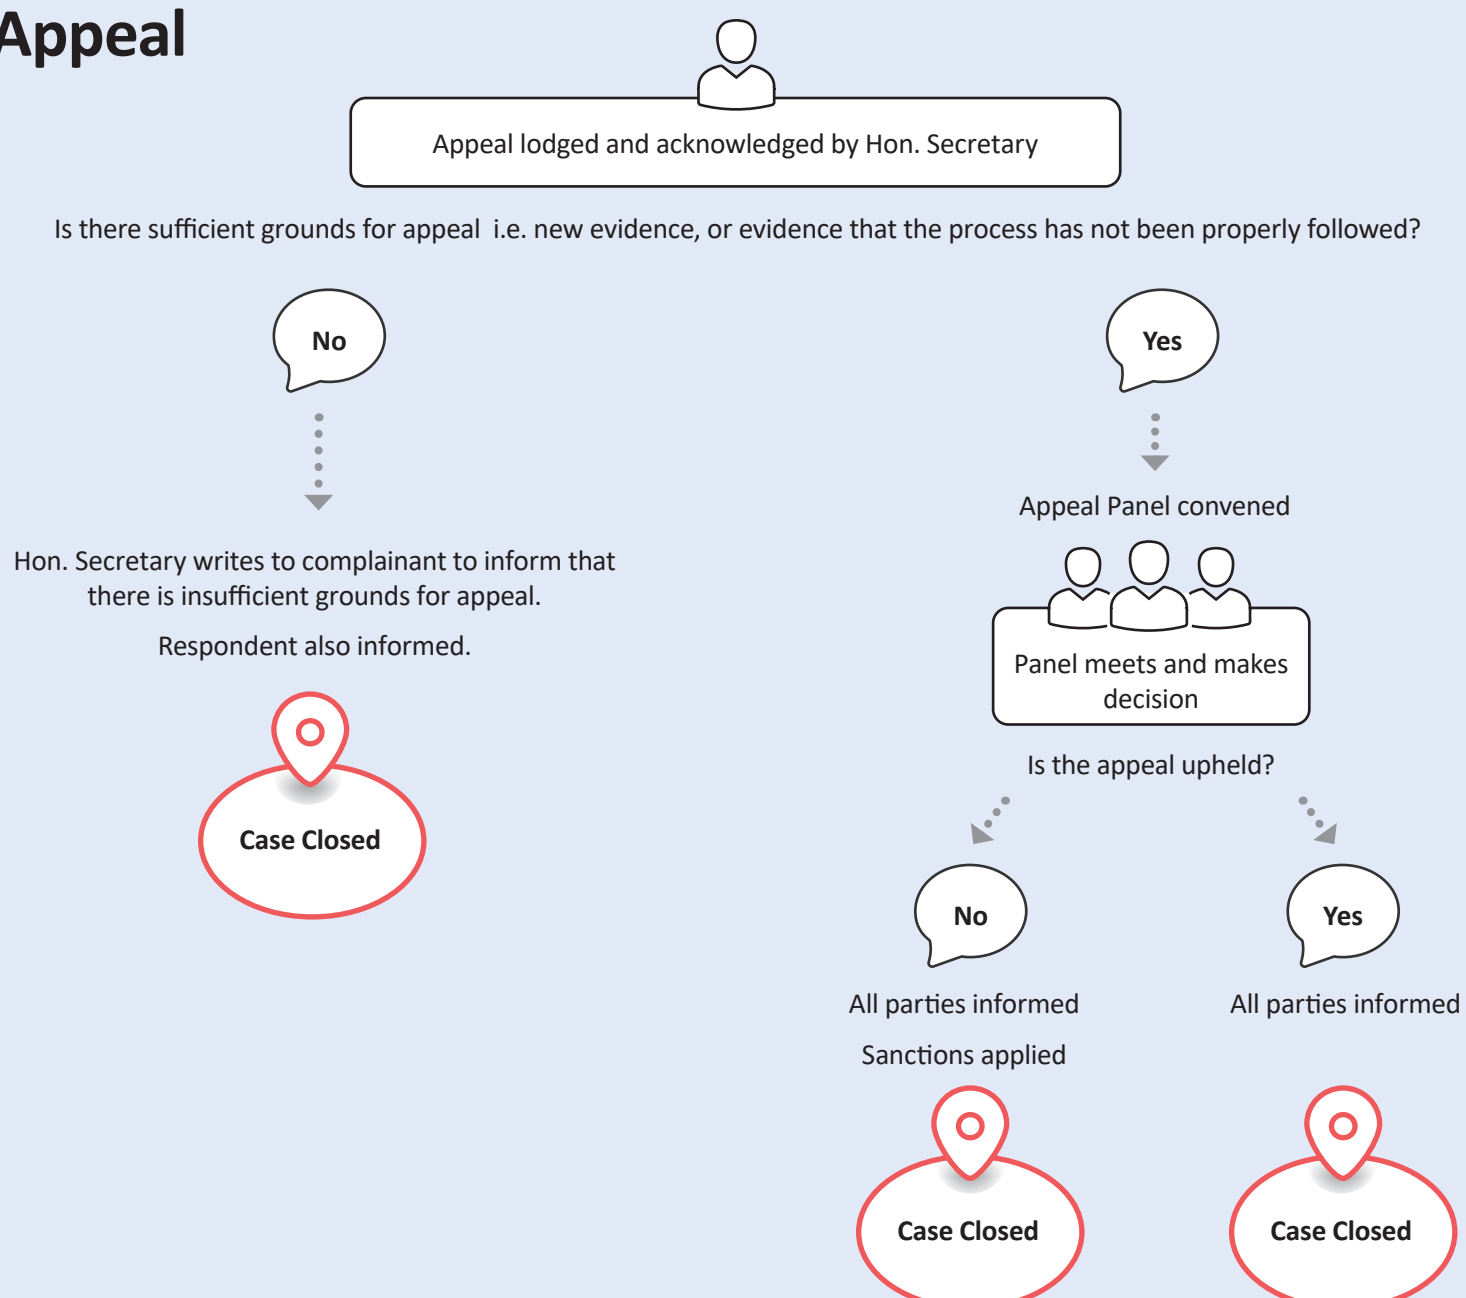 Appeal
Appeal lodged and acknowledged by Hon. Secretary
Is there sufficient grounds for appeal  i.e. new evidence, or evidence that the process has not been properly followed?
No
Hon. Secretary writes to complainant to inform that
there is insufficient grounds for appeal.
Respondent also informed.
Case Closed
Yes
Appeal Panel convened
Panel meets and makes
decision
Is the appeal upheld?
No
All parties informed
Sanctions applied
Case Closed
Yes
All parties informed
Case Closed